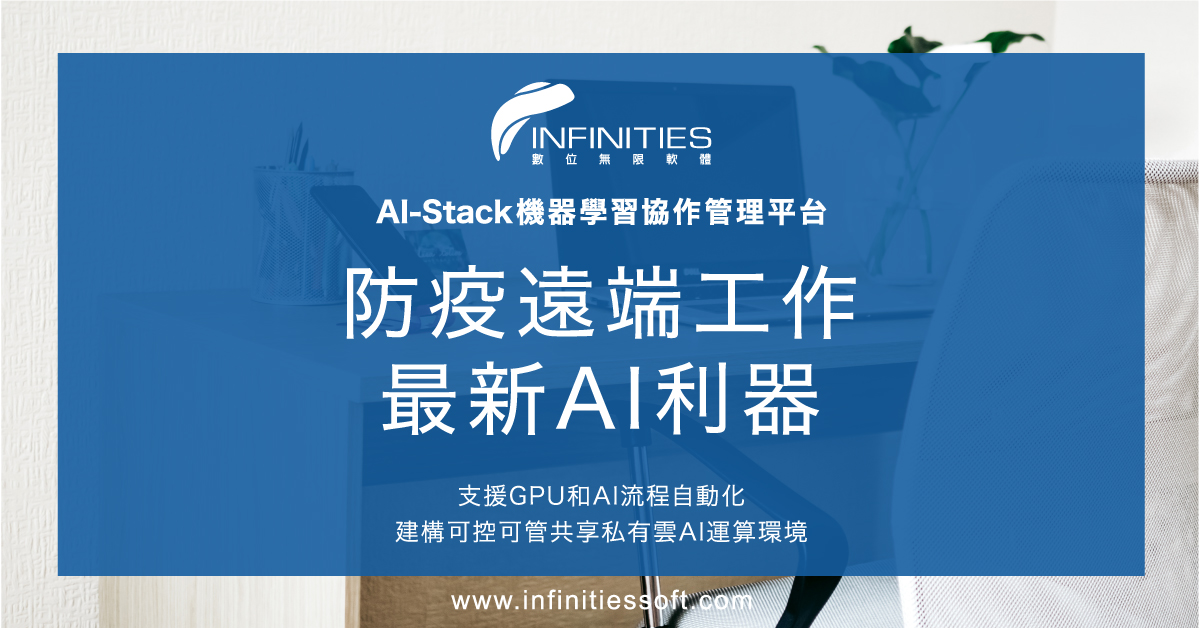 INFINITIES
數位無限軟體
AI-Stack機器學習協作管理平台
防疫遠端工作
最新AI利器
支援GPU和AI流程自動化
建構可控可管共享私有雲AI運算環境
www.infinitiessoft.com